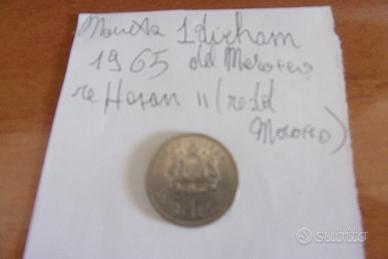 Moneta 1 dirham
1965 del Marocco
re Hasan II (re del
Marocco)
subito